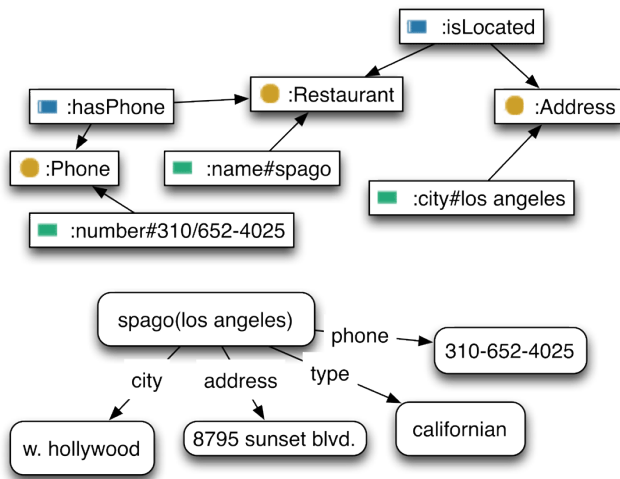 :isLocated
:hasPhone
:Restaurant
:Address
:Phone
:name#spago
:city#los angeles
:number#310/652-4025
spago(los angeles)
phone
310-652-4025
city
address
type
w. hollywood
8795 sunset blvd.
californian